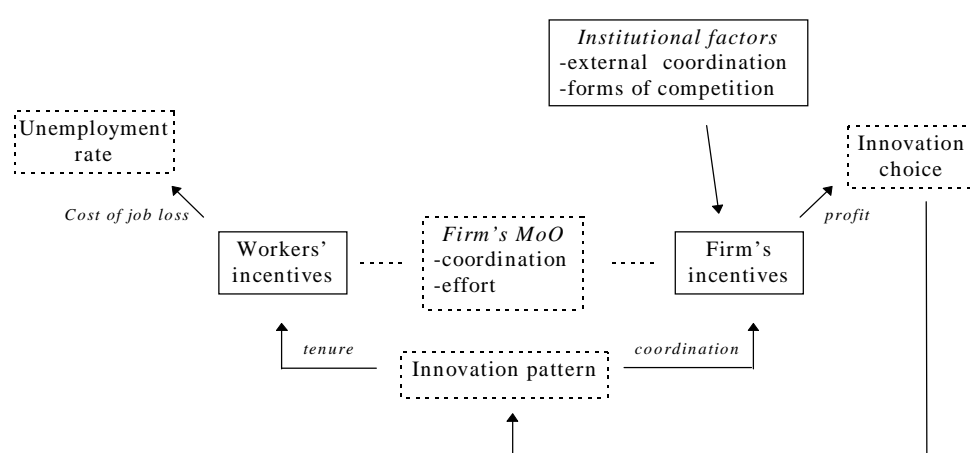 Institutional factors
-external coordination
-forms of competition
Unemployment
rate
Innovation
choice
Cost of job loss
profit
Workers’
incentives
Firm’s MoO
-coordination
-effort
Firm’s
incentives
tenure
coordination
Innovation pattern